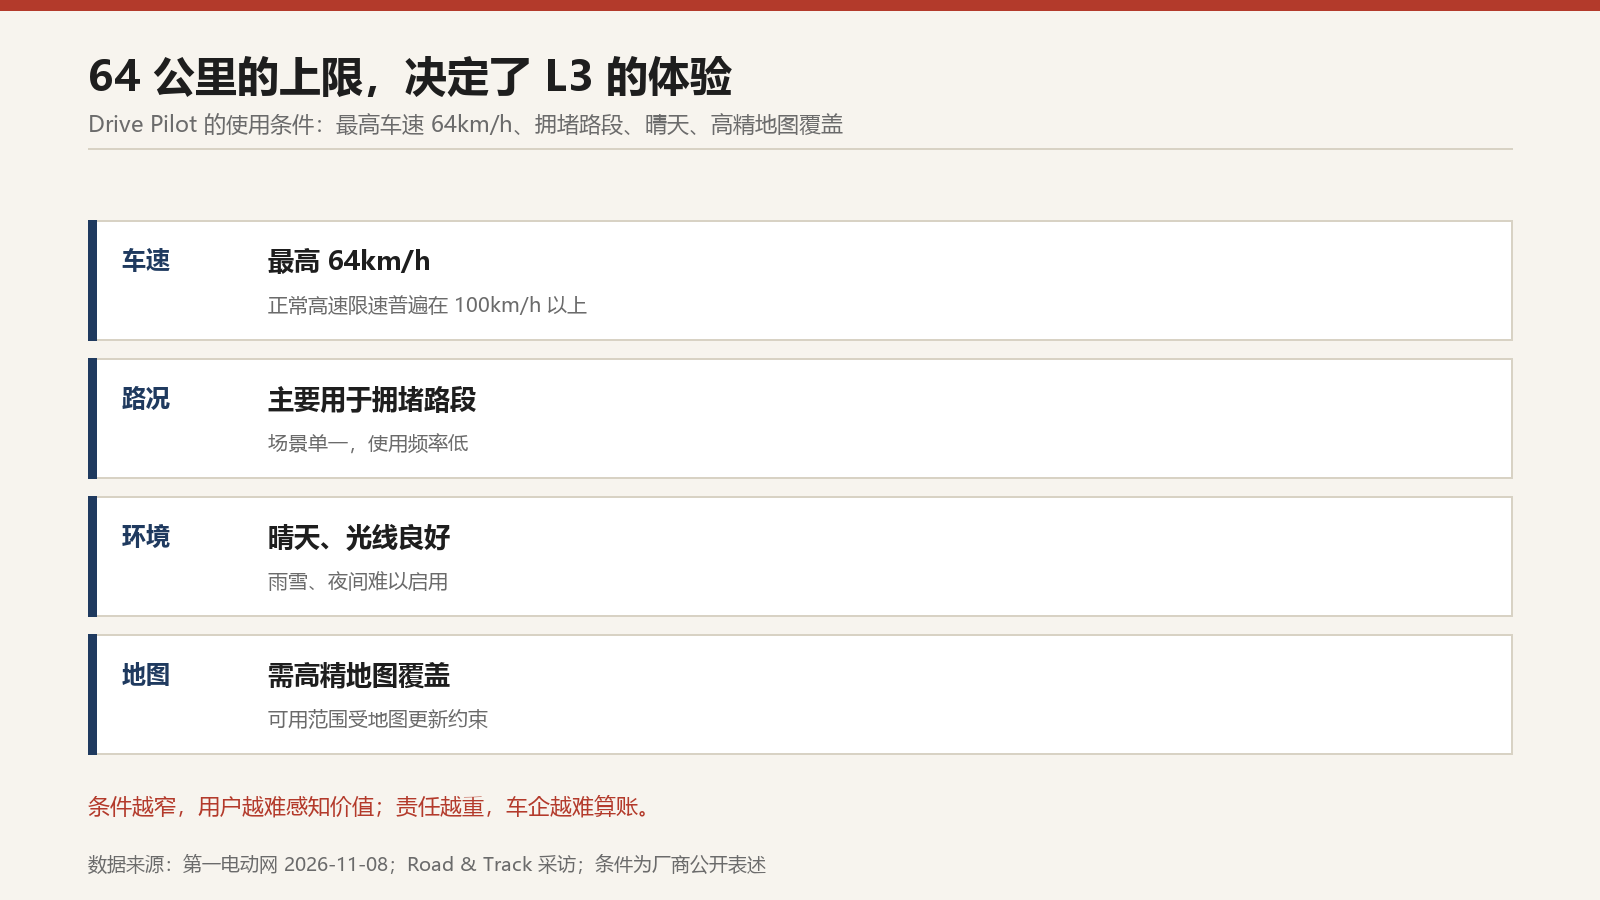 64 公里的上限，决定了 L3 的体验
Drive Pilot 的使用条件：最高车速 64km/h、拥堵路段、晴天、高精地图覆盖
车速
最高 64km/h
正常高速限速普遍在 100km/h 以上
路况
主要用于拥堵路段
场景单一，使用频率低
环境
晴天、光线良好
雨雪、夜间难以启用
地图
需高精地图覆盖
可用范围受地图更新约束
条件越窄，用户越难感知价值；责任越重，车企越难算账。
数据来源：第一电动网 2026-11-08；Road & Track 采访；条件为厂商公开表述